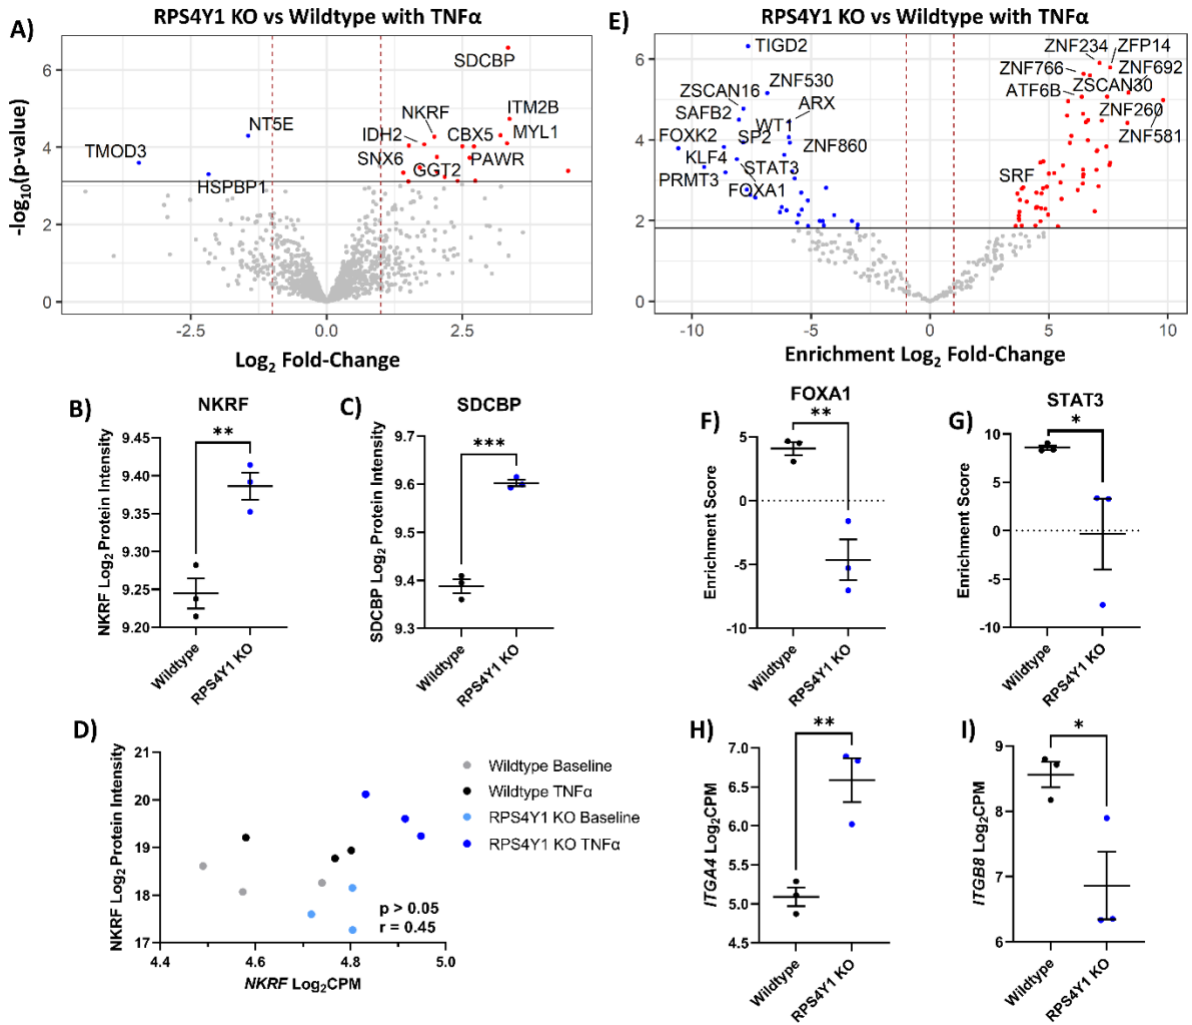 A)
RPS4Y1 KO vs Wildtype with TNFα
SDCBP
ITM2B
NKRF
MYL1
IDH2
CBX5
SNX6
GGT2
PAWR
NT5E
TMOD3
HSPBP1
-log10(p-value)
6
4
2
0
-2.5
0.0
2.5
Log2 Fold-Change
E)
RPS4Y1 KO vs Wildtype with TNFα
TIGD2
ZNF234
ZFP14
ZNF766
ZNF692
ZNF530
ATF6B
ZSCAN30
ZSCAN16
ARX
ZNF260
SAFB2
WT1
ZNF581
FOXK2
SP2
ZNF860
KLF4
STAT3
SRF
PRMT3
FOXA1
6
4
2
0
-10
-5
0
5
10
Enrichment Log2 Fold-Change
B)
NKRF
**
NKRF Log2 Protein Intensity
9.45
9.40
9.35
9.30
9.25
9.20
Wildtype
RPS4Y1 KO
C)
SDCBP
***
SDCBP Log2 Protein Intensity
9.7
9.6
9.5
9.4
9.3
Wildtype
RPS4Y1 KO
F)
FOXA1
**
Enrichment Score
5
0
-5
-10
Wildtype
RPS4Y1 KO
G)
STAT3
*
Enrichment Score
10
5
0
-5
-10
Wildtype
RPS4Y1 KO
D)
NKRF Log2 Protein Intensity
21
20
19
18
17
4.4
4.6
4.8
5.0
NKRF Log2CPM
p > 0.05
r = 0.45
Wildtype Baseline
Wildtype TNFα
RPS4Y1 KO Baseline
RPS4Y1 KO TNFα
H)
**
ITGA4 Log2CPM
7.0
6.5
6.0
5.5
5.0
4.5
Wildtype
RPS4Y1 KO
I)
*
ITGB8 Log2CPM
9
8
7
6
Wildtype
RPS4Y1 KO